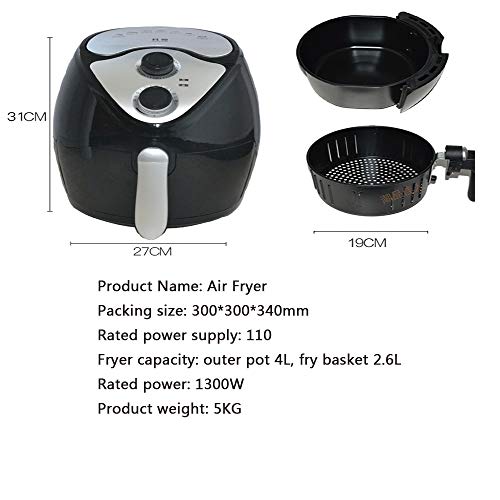 31CM
27CM
19CM
Product Name: Air Fryer
Packing size: 300*300*340mm
Rated power supply: 110
Fryer capacity: outer pot 4L, fry basket 2.6L
Rated power: 1300W
Product weight: 5KG